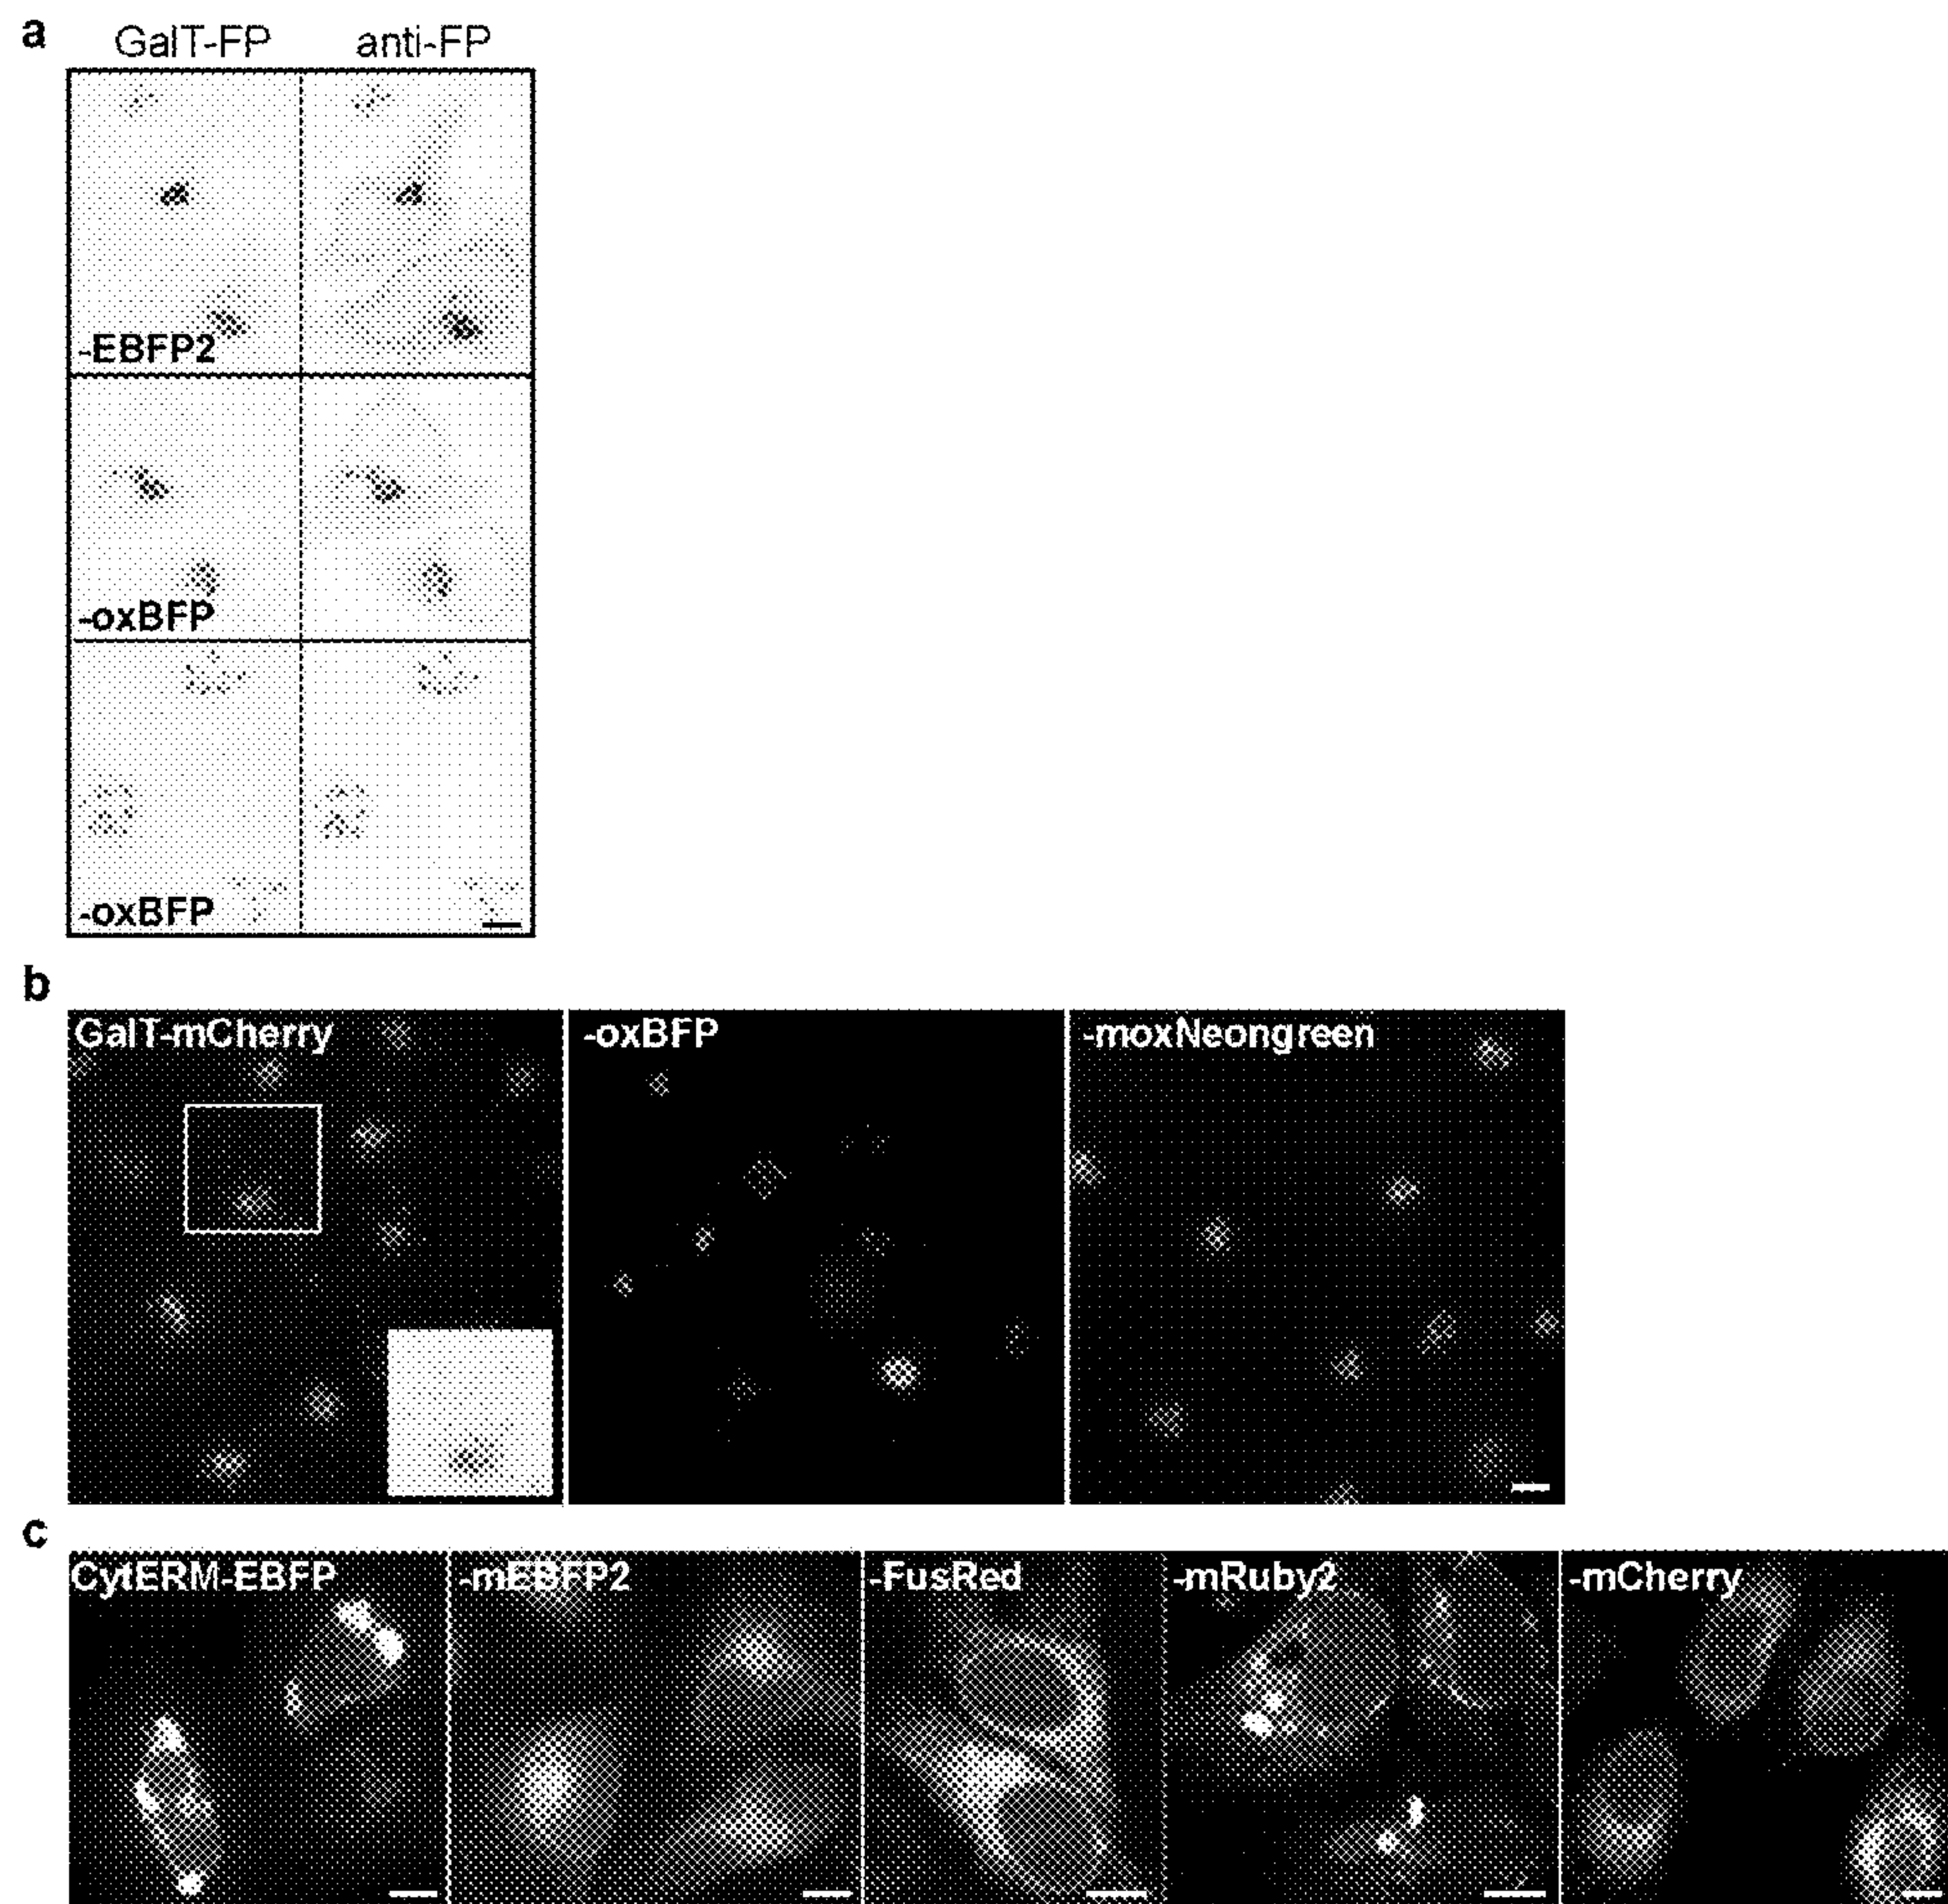 a
GalT-FP anti-FP
-EBFP2
-oxBFP
-oxBFP
b
GalT-mCherry -oxBFP -moxNeongreen
c
CytERM-EBFP -mEBFP2 -FusRed -mRuby2 -mCherry